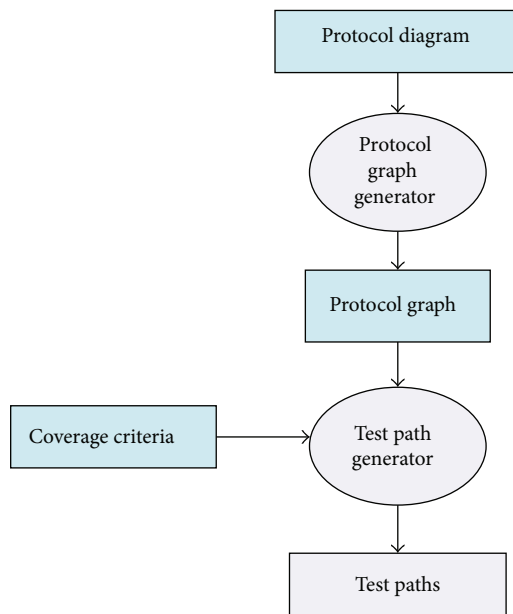 Protocol diagram
Protocol
graph
generator
Protocol graph
Coverage criteria
Test path
generator
Test paths